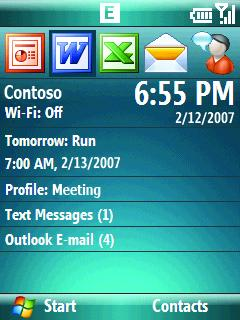 E
Contoso
6:55 PM
Wi-Fi: Off
2/12/2007
Tomorrow: Run
7:00 AM, 2/13/2007
Profile: Meeting
Text Messages (1)
Outlook E-mail (4)
Start
Contacts